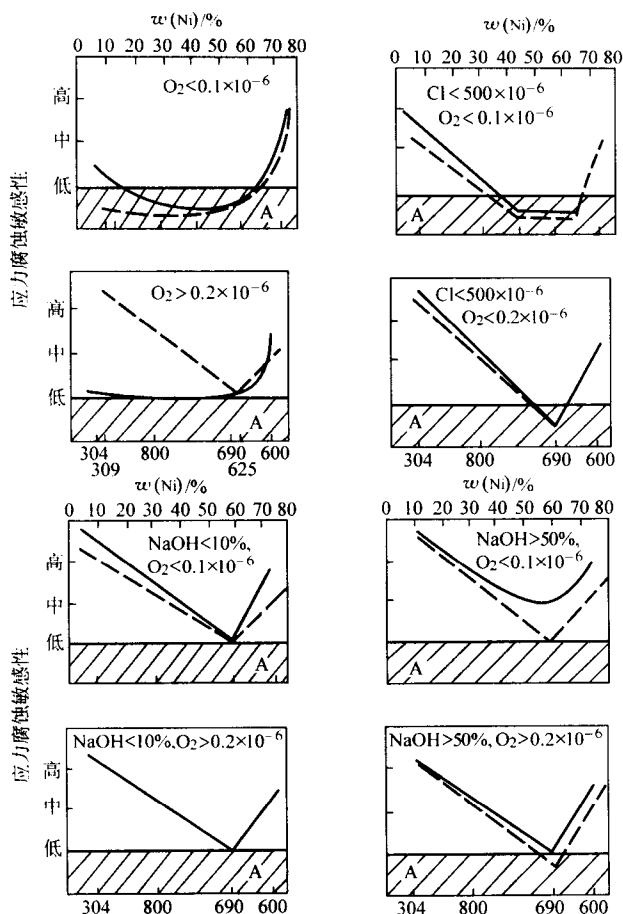 w(Ni)/%
0 10 20 30 40 50 60 70 80
高
中
低
O₂<0.1×10⁻⁶
A
w(Ni)/%
0 10 20 30 40 50 60 70 80
Cl<500×10⁻⁶
O₂<0.1×10⁻⁶
A
应力腐蚀敏感性
高
中
低
O₂>0.2×10⁻⁶
A
304 800 690 600
309 625
Cl<500×10⁻⁶
O₂<0.2×10⁻⁶
A
304 800 690 600
w(Ni)/%
0 10 20 30 40 50 60 70 80
高
中
低
NaOH<10%,
O₂<0.1×10⁻⁶
A
w(Ni)/%
0 10 20 30 40 50 60 70 80
NaOH>50%,
O₂<0.1×10⁻⁶
A
应力腐蚀敏感性
高
中
低
NaOH<10%,O₂>0.2×10⁻⁶
A
304 800 690 600
NaOH>50%,O₂>0.2×10⁻⁶
A
304 800 690 600